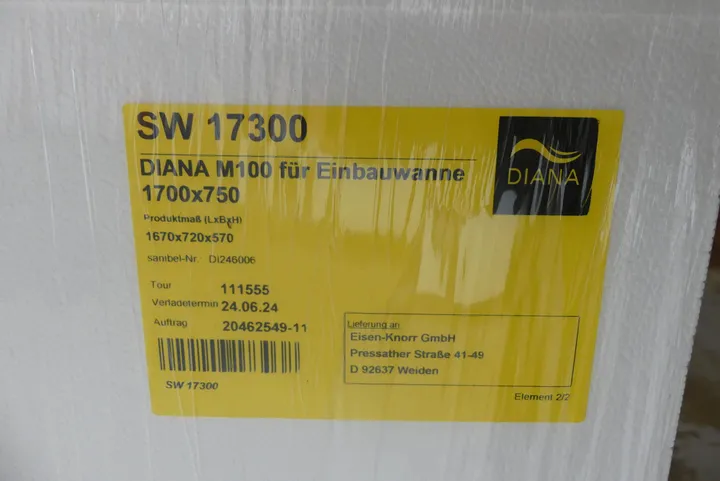 SW 17300
DIANA M100 für Einbauwanne
1700x750
DIANA
Produktmaß (LxBxH)
1670x720x570
sanibel-Nr. DI246006
Tour 111555
Verladetermin 24.06.24
Auftrag 20462549-11
SW 17300
Lieferung an
Eisen-Knorr GmbH
Pressather Straße 41-49
D 92637 Weiden
Element 2/2